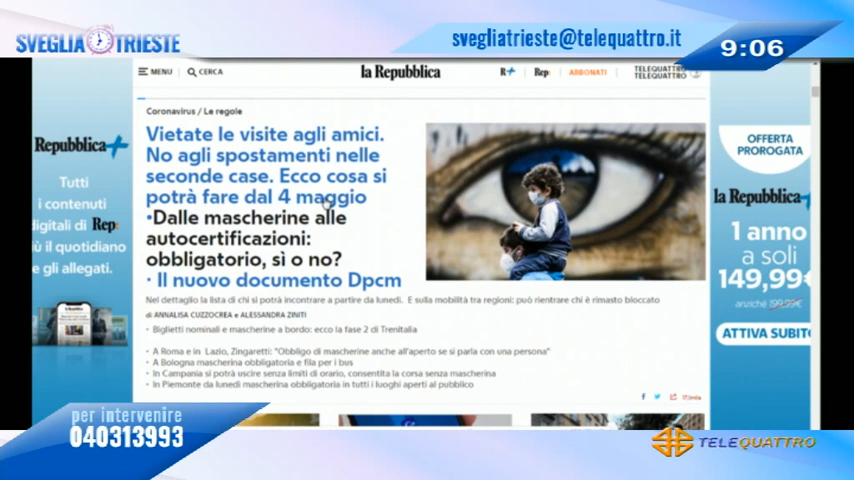 SVEGLIA TRIESTE
svegliatrieste@telequattro.it
9:06
MENU
CERCA
la Repubblica
R+
Rep:
ABBONATI
TELEQUATTRO
TELEQUATTRO
Coronavirus / Le regole
Vietate le visite agli amici.
No agli spostamenti nelle
seconde case. Ecco cosa si
potrà fare dal 4 maggio
•Dalle mascherine alle
autocertificazioni:
obbligatorio, sì o no?
• Il nuovo documento Dpcm
Nel dettaglio la lista di chi si potrà incontrare a partire da lunedì. E sulla mobilità tra regioni: può rientrare chi è rimasto bloccato
di ANNALISA CUZZOCREA e ALESSANDRA ZINITI
• Biglietti nominali e mascherine a bordo: ecco la fase 2 di Trenitalia
• A Roma e in Lazio, Zingaretti: "Obbligo di mascherine anche all'aperto se si parla con una persona"
• A Bologna mascherina obbligatoria e fila per i bus
• In Campania si potrà uscire senza limiti di orario, consentita la corsa senza mascherina
• In Piemonte da lunedì mascherina obbligatoria in tutti i luoghi aperti al pubblico
Repubblica+
Tutti
i contenuti
digitali di Rep:
iù il quotidiano
e gli allegati.
OFFERTA
PROROGATA
la Repubblica+
1 anno
a soli
149,99€
anziché 199,99€
ATTIVA SUBITO
per intervenire
040313993
TELEQUATTRO